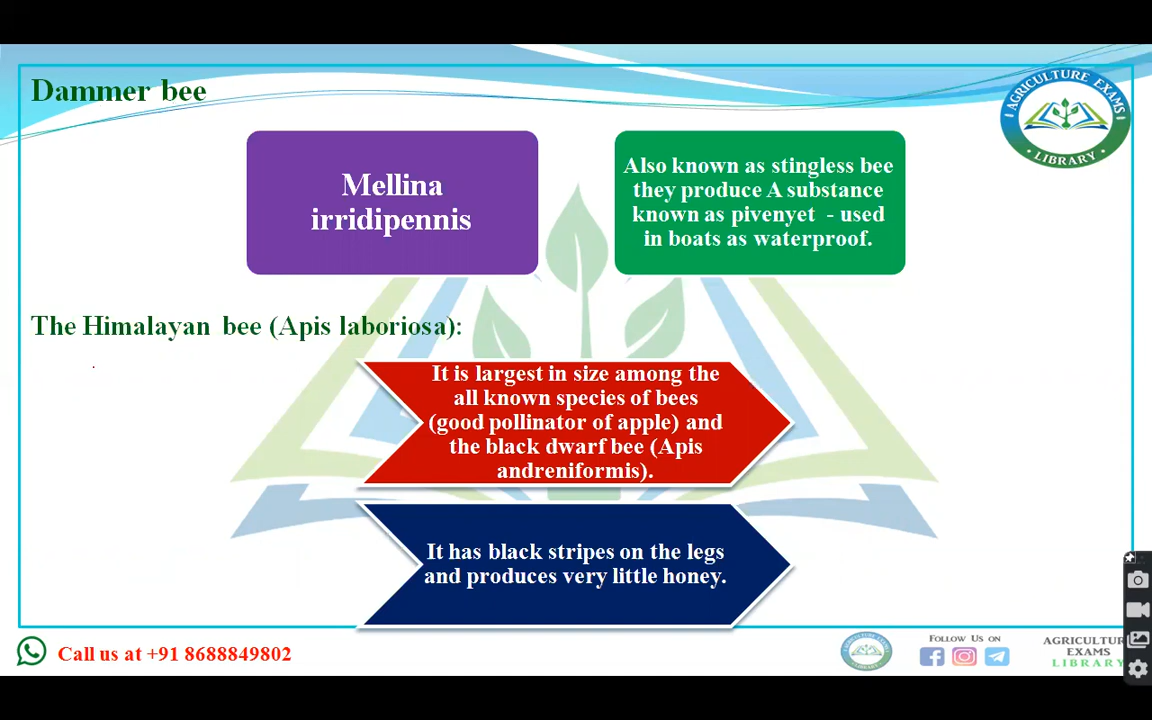 Dammer bee
AGRICULTURE EXAMS
LIBRARY
Mellina
irridipennis
Also known as stingless bee
they produce A substance
known as pivenyet - used
in boats as waterproof.
The Himalayan bee (Apis laboriosa):
It is largest in size among the
all known species of bees
(good pollinator of apple) and
the black dwarf bee (Apis
andreniformis).
It has black stripes on the legs
and produces very little honey.
Call us at +91 8688849802
FOLLOW US ON
AGRICULTUR
EXAMS
LIBRARY